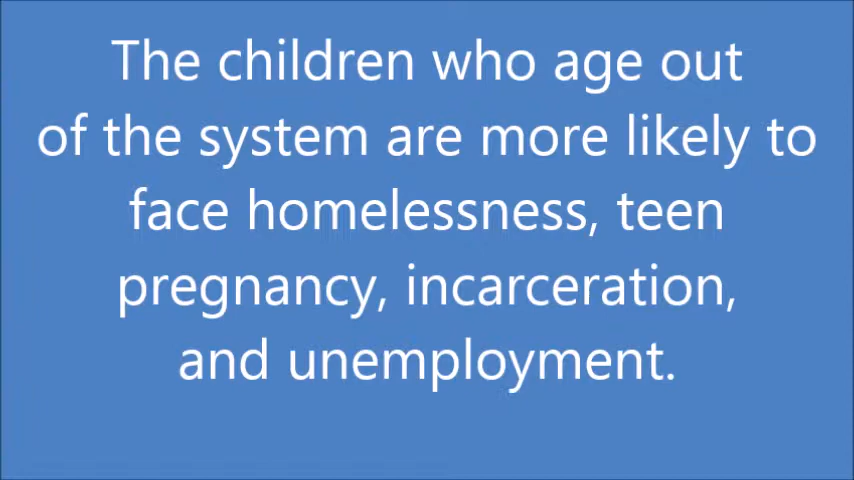 The children who age out
of the system are more likely to
face homelessness, teen
pregnancy, incarceration,
and unemployment.